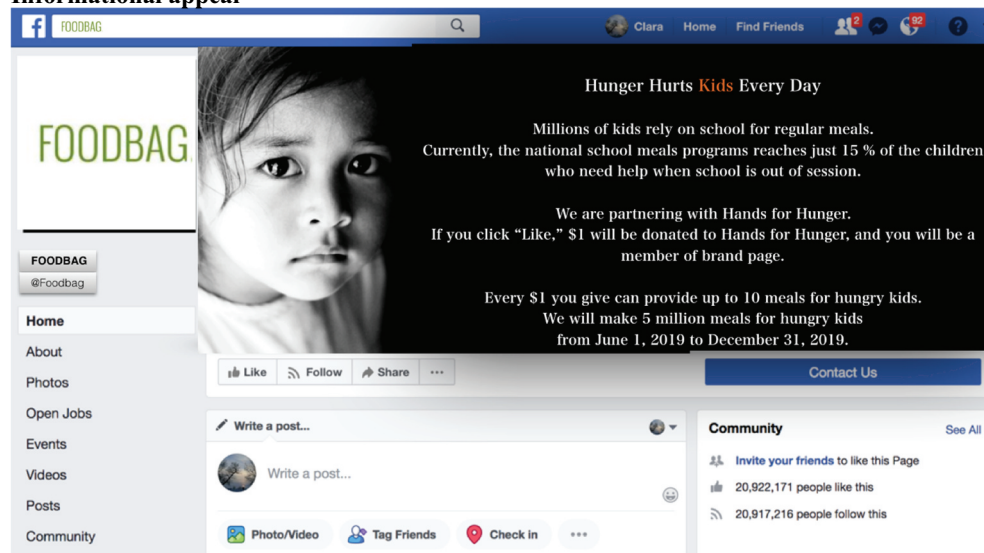 Informational appeal
FOODBAG
Clara Home Find Friends 2 92 ?
FOODBAG
Hunger Hurts Kids Every Day
Millions of kids rely on school for regular meals.
Currently, the national school meals programs reaches just 15 % of the children
who need help when school is out of session.
We are partnering with Hands for Hunger.
If you click “Like,” $1 will be donated to Hands for Hunger, and you will be a
member of brand page.
Every $1 you give can provide up to 10 meals for hungry kids.
We will make 5 million meals for hungry kids
from June 1, 2019 to December 31, 2019.
FOODBAG
@Foodbag
Home
About
Photos
Open Jobs
Events
Videos
Posts
Community
Like Follow Share ...
Contact Us
Write a post...
Write a post...
Photo/Video Tag Friends Check in ...
Community See All
Invite your friends to like this Page
20,922,171 people like this
20,917,216 people follow this